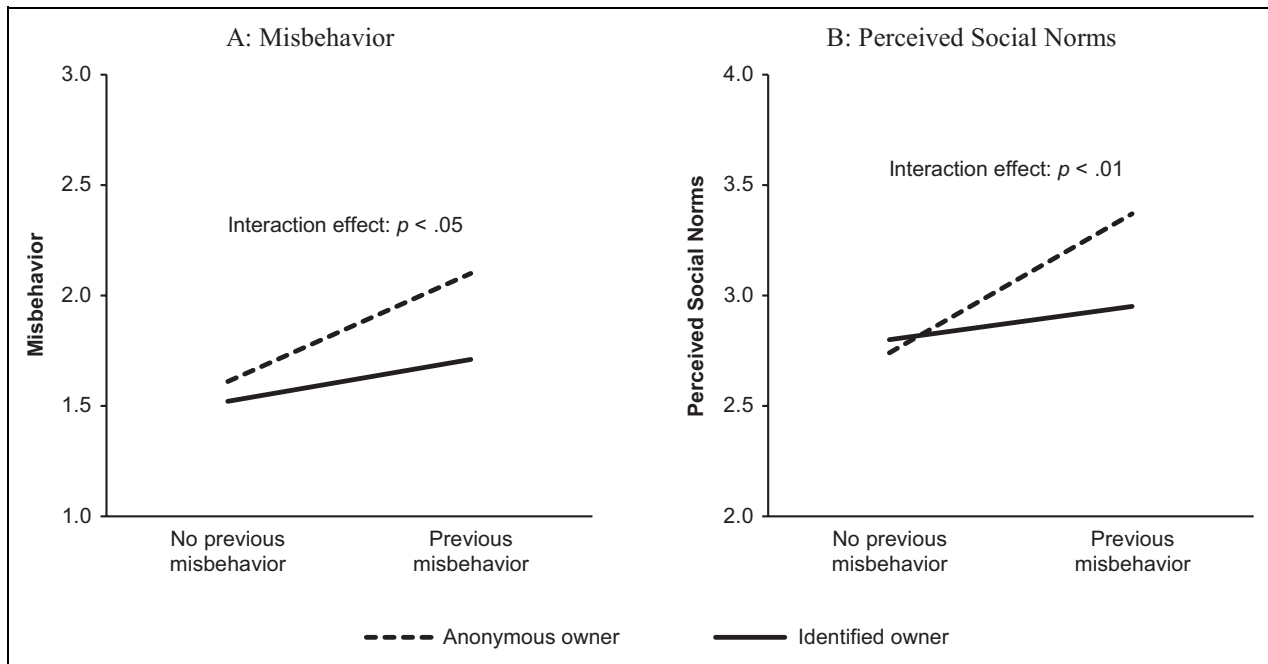 A: Misbehavior
3.0
2.5
2.0
1.5
1.0
Misbehavior
Interaction effect: p < .05
No previous
misbehavior
Previous
misbehavior
B: Perceived Social Norms
4.0
3.5
3.0
2.5
2.0
Perceived Social Norms
Interaction effect: p < .01
No previous
misbehavior
Previous
misbehavior
Anonymous owner
Identified owner